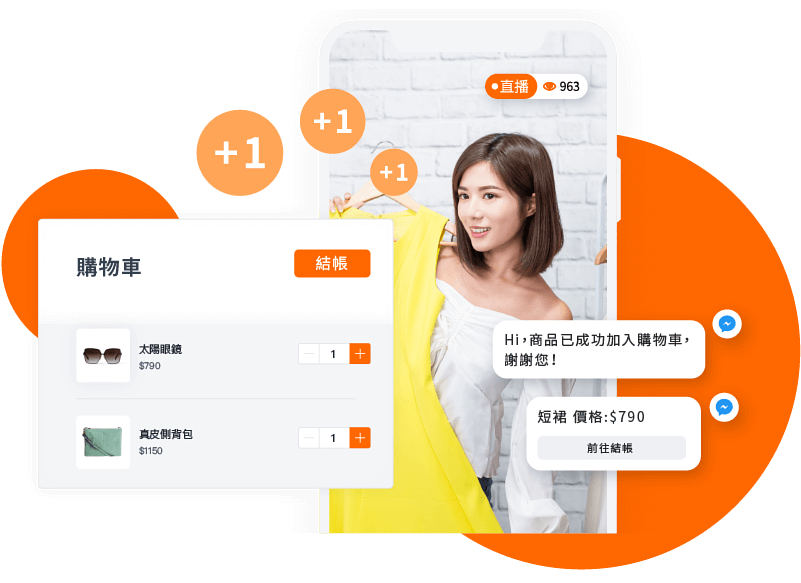 直播 963
+1
+1
+1
購物車
結帳
太陽眼鏡
$790
1
真皮側背包
$1150
1
Hi，商品已成功加入購物車，
謝謝您！
短裙 價格:$790
前往結帳